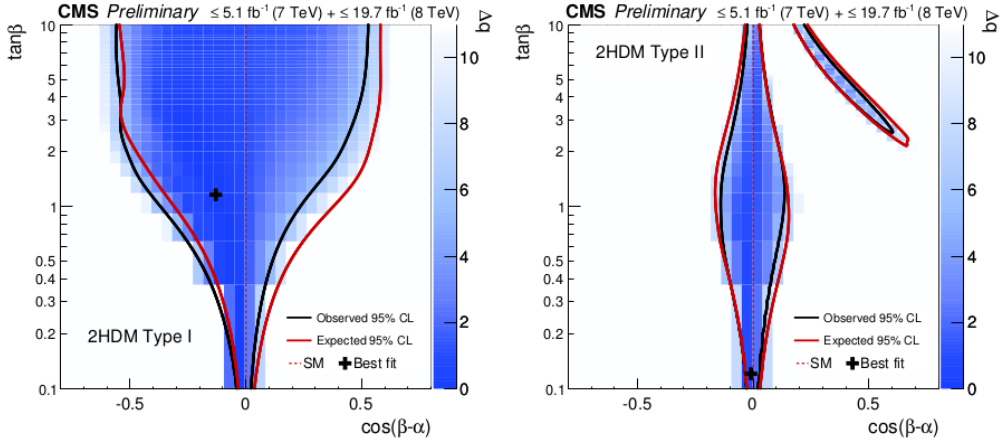 CMS Preliminary ≤ 5.1 fb⁻¹ (7 TeV) + ≤ 19.7 fb⁻¹ (8 TeV)
tanβ
Δq
10
5
4
3
2
1
0.5
0.4
0.3
0.2
0.1
10
8
6
4
2
0
2HDM Type I
Observed 95% CL
Expected 95% CL
SM Best fit
-0.5 0 0.5
cos(β-α)
CMS Preliminary ≤ 5.1 fb⁻¹ (7 TeV) + ≤ 19.7 fb⁻¹ (8 TeV)
tanβ
Δq
2HDM Type II
10
5
4
3
2
1
0.5
0.4
0.3
0.2
0.1
10
8
6
4
2
0
Observed 95% CL
Expected 95% CL
SM Best fit
-0.5 0 0.5
cos(β-α)